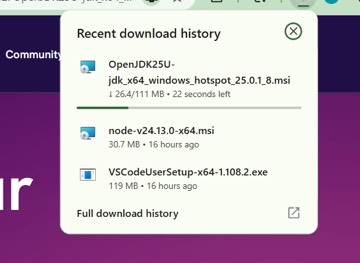 Recent download history
OpenJDK25U-
jdk_x64_windows_hotspot_25.0.1_8.msi
↓ 26.4/111 MB • 22 seconds left
node-v24.13.0-x64.msi
30.7 MB • 16 hours ago
VSCodeUserSetup-x64-1.108.2.exe
119 MB • 16 hours ago
Full download history
Community
ur